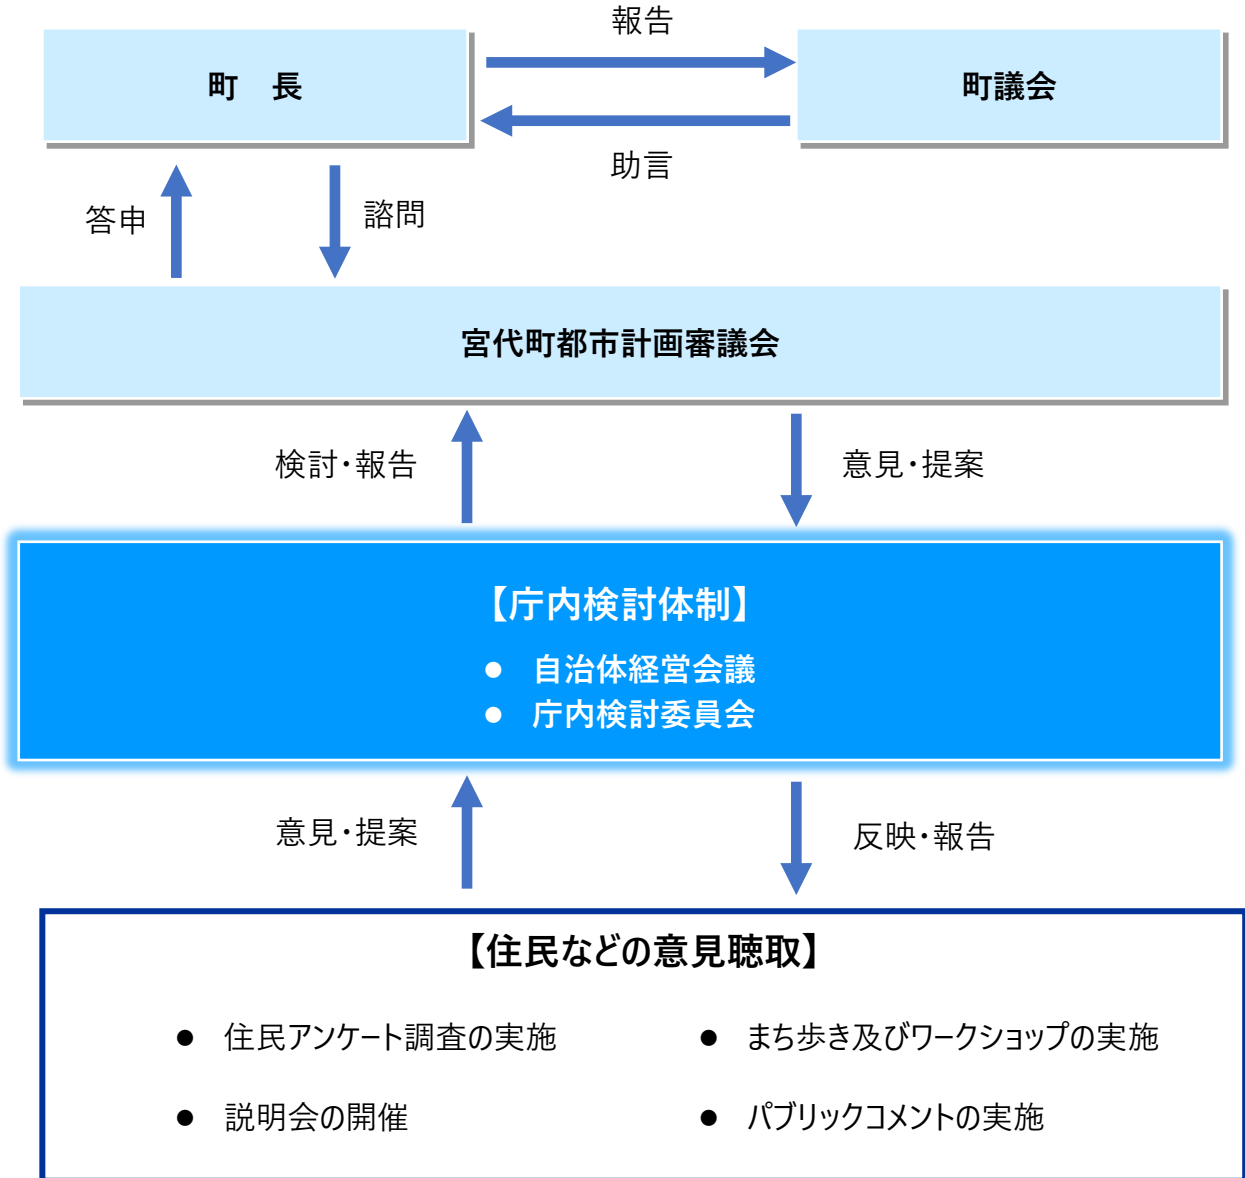 報告
町　長
町議会
助言
答申
諮問
宮代町都市計画審議会
検討・報告
意見・提案
【庁内検討体制】
● 自治体経営会議
● 庁内検討委員会
意見・提案
反映・報告
【住民などの意見聴取】
● 住民アンケート調査の実施
● まち歩き及びワークショップの実施
● 説明会の開催
● パブリックコメントの実施